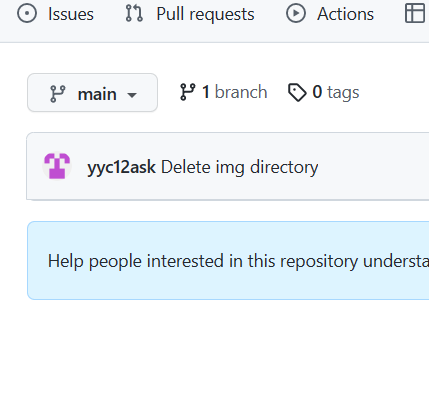 Issues Pull requests Actions
main 1 branch 0 tags
yyc12ask Delete img directory
Help people interested in this repository understa